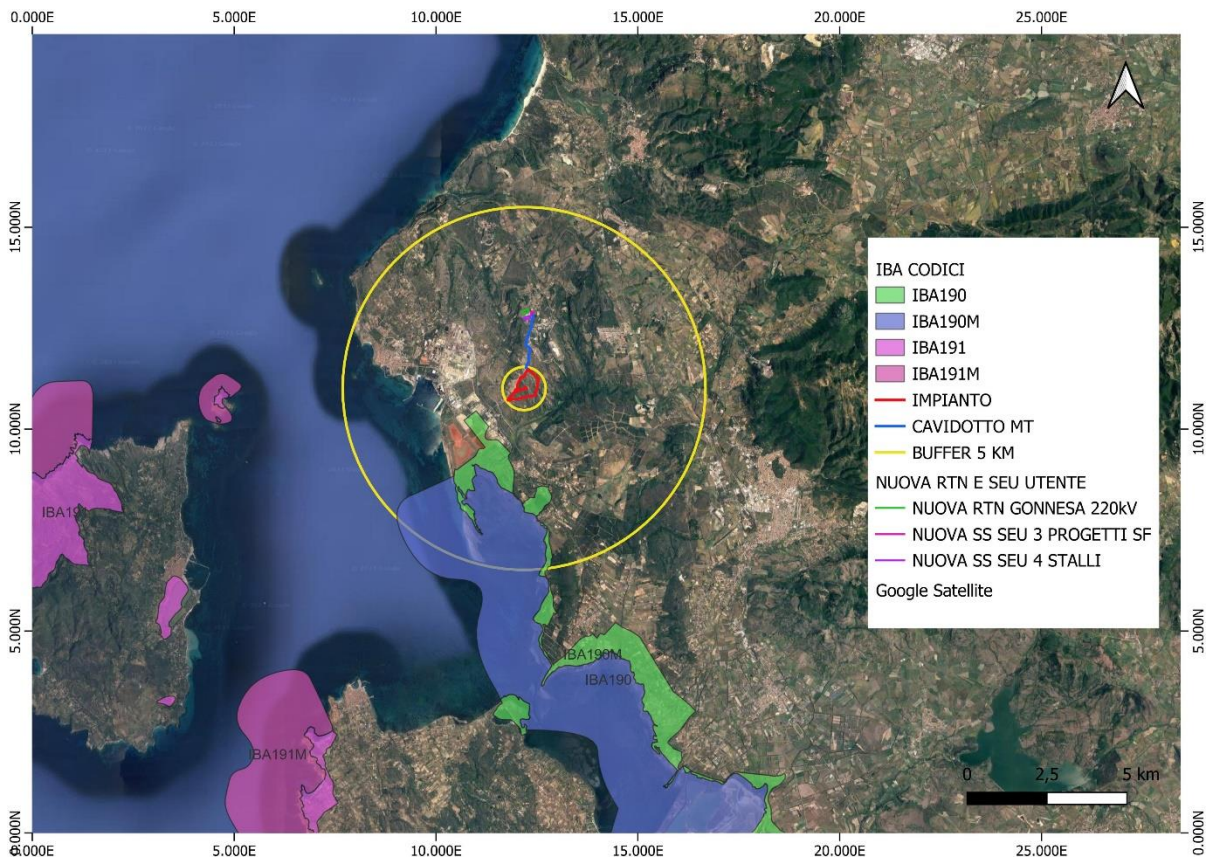 0.000E 5.000E 10.000E 15.000E 20.000E 25.000E
15.000N 15.000N
IBA CODICI
IBA190
IBA190M
IBA191
IBA191M
IMPIANTO
CAVIDOTTO MT
BUFFER 5 KM
NUOVA RTN E SEU UTENTE
NUOVA RTN GONNESA 220kV
NUOVA SS SEU 3 PROGETTI SF
NUOVA SS SEU 4 STALLI
Google Satellite
10.000N 10.000N
IBA19
5.000N 5.000N
IBA190M
IBA190
IBA191M
0 2,5 5 km
0.000N 0.000N
0.000E 5.000E 10.000E 15.000E 20.000E 25.000E